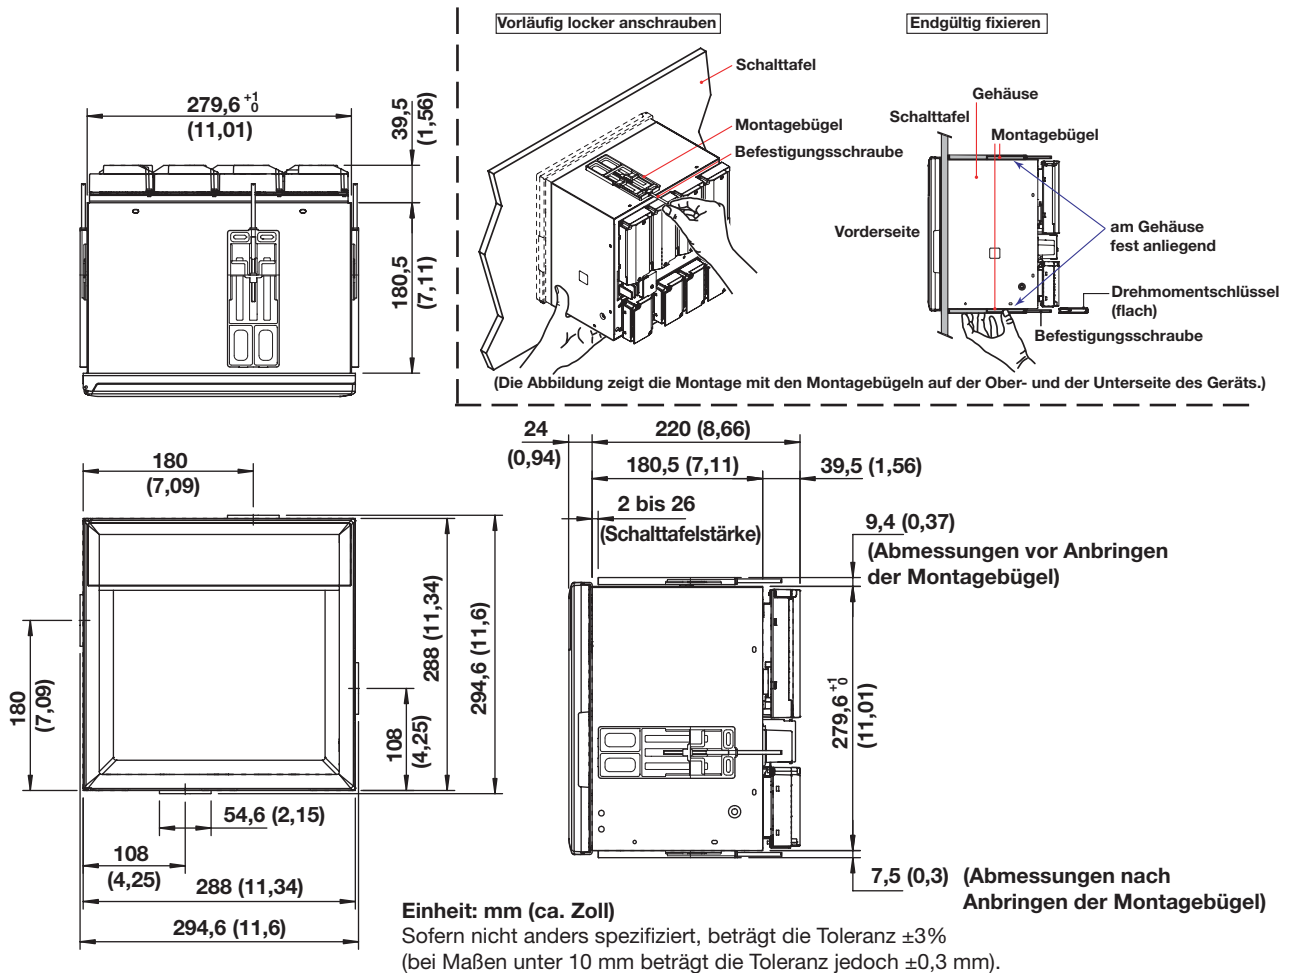 Vorläufig locker anschrauben
Endgültig fixieren
Schalttafel
Montagebügel
Befestigungsschraube
Gehäuse
Schalttafel
Montagebügel
Vorderseite
am Gehäuse
fest anliegend
Drehmomentschlüssel
(flach)
Befestigungsschraube
(Die Abbildung zeigt die Montage mit den Montagebügeln auf der Ober- und der Unterseite des Geräts.)
279,6 +1 0
(11,01)
39,5
(1,56)
180,5
(7,11)
180
(7,09)
288 (11,34)
294,6 (11,6)
180
(7,09)
108
(4,25)
54,6 (2,15)
108
(4,25)
288 (11,34)
294,6 (11,6)
24
(0,94)
220 (8,66)
180,5 (7,11)
39,5 (1,56)
2 bis 26
(Schalttafelstärke)
9,4 (0,37)
(Abmessungen vor Anbringen
der Montagebügel)
279,6 +1 0
(11,01)
7,5 (0,3)
(Abmessungen nach
Anbringen der Montagebügel)
Einheit: mm (ca. Zoll)
Sofern nicht anders spezifiziert, beträgt die Toleranz ±3%
(bei Maßen unter 10 mm beträgt die Toleranz jedoch ±0,3 mm).